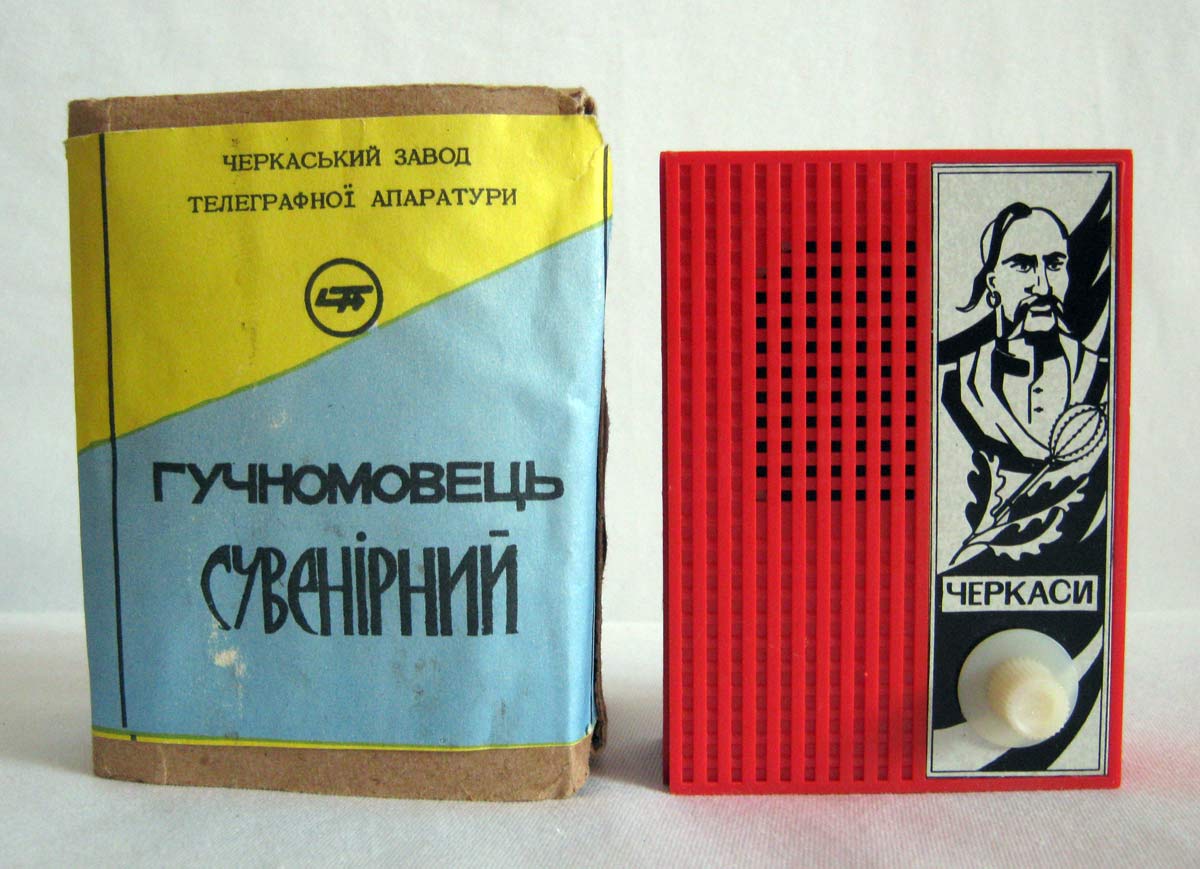 ЧЕРКАСЬКИЙ ЗАВОД
ТЕЛЕГРАФНОЇ АПАРАТУРИ
ГУЧНОМОВЕЦЬ
СУВЕНІРНИЙ
ЧЕРКАСИ